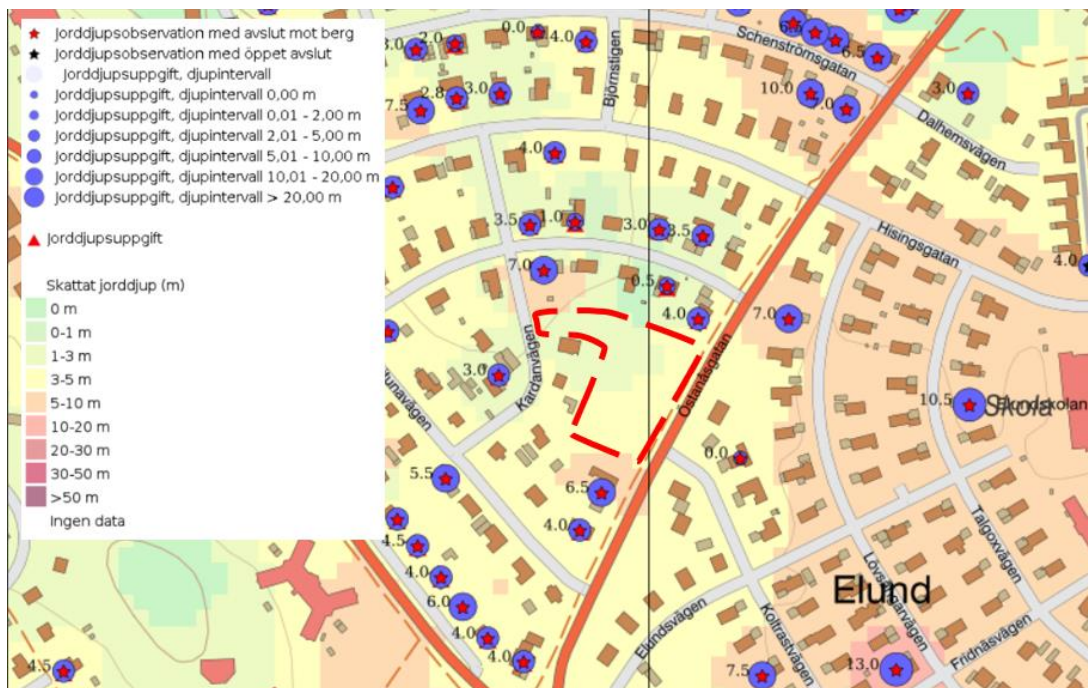 Jorddjupsobservation med avslut mot berg
Jorddjupsobservation med öppet avslut
Jorddjupsuppgift, djupintervall
Jorddjupsuppgift, djupintervall 0,00 m
Jorddjupsuppgift, djupintervall 0,01 - 2,00 m
Jorddjupsuppgift, djupintervall 2,01 - 5,00 m
Jorddjupsuppgift, djupintervall 5,01 - 10,00 m
Jorddjupsuppgift, djupintervall 10,01 - 20,00 m
Jorddjupsuppgift, djupintervall > 20,00 m
Jorddjupsuppgift
Skattat jorddjup (m)
0 m
0-1 m
1-3 m
3-5 m
5-10 m
10-20 m
20-30 m
30-50 m
>50 m
Ingen data
3.0
2.0
0.0
4.0
7.5
2.8
3.0
Björnstigen
Schenströmsgatan
6.5
10.0
7.0
3.0
Dalhemsvägen
4.0
3.5
1.0
3.0
3.5
Hisingsgatan
4.0
7.0
0.5
4.0
7.0
Östanåsgatan
Kardanvägen
3.0
tunavägen
10.5
Skola
Elundskolan
0.0
5.5
6.5
4.0
4.5
4.0
6.0
4.0
4.0
4.5
Talgoxvägen
Elund
Elundsvägen
Koltrastvägen
Fridnäsvägen
7.5
13.0